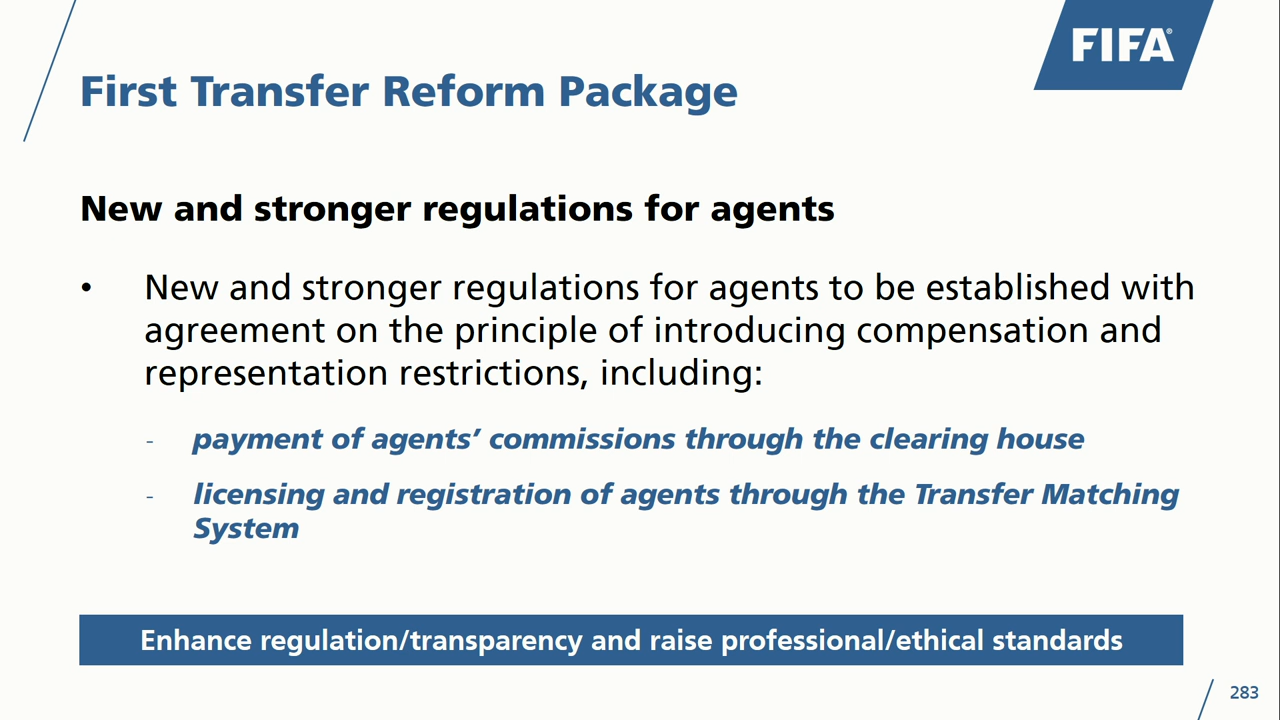 FIFA®
First Transfer Reform Package
New and stronger regulations for agents
• New and stronger regulations for agents to be established with
agreement on the principle of introducing compensation and
representation restrictions, including:
- payment of agents’ commissions through the clearing house
- licensing and registration of agents through the Transfer Matching
System
Enhance regulation/transparency and raise professional/ethical standards
283